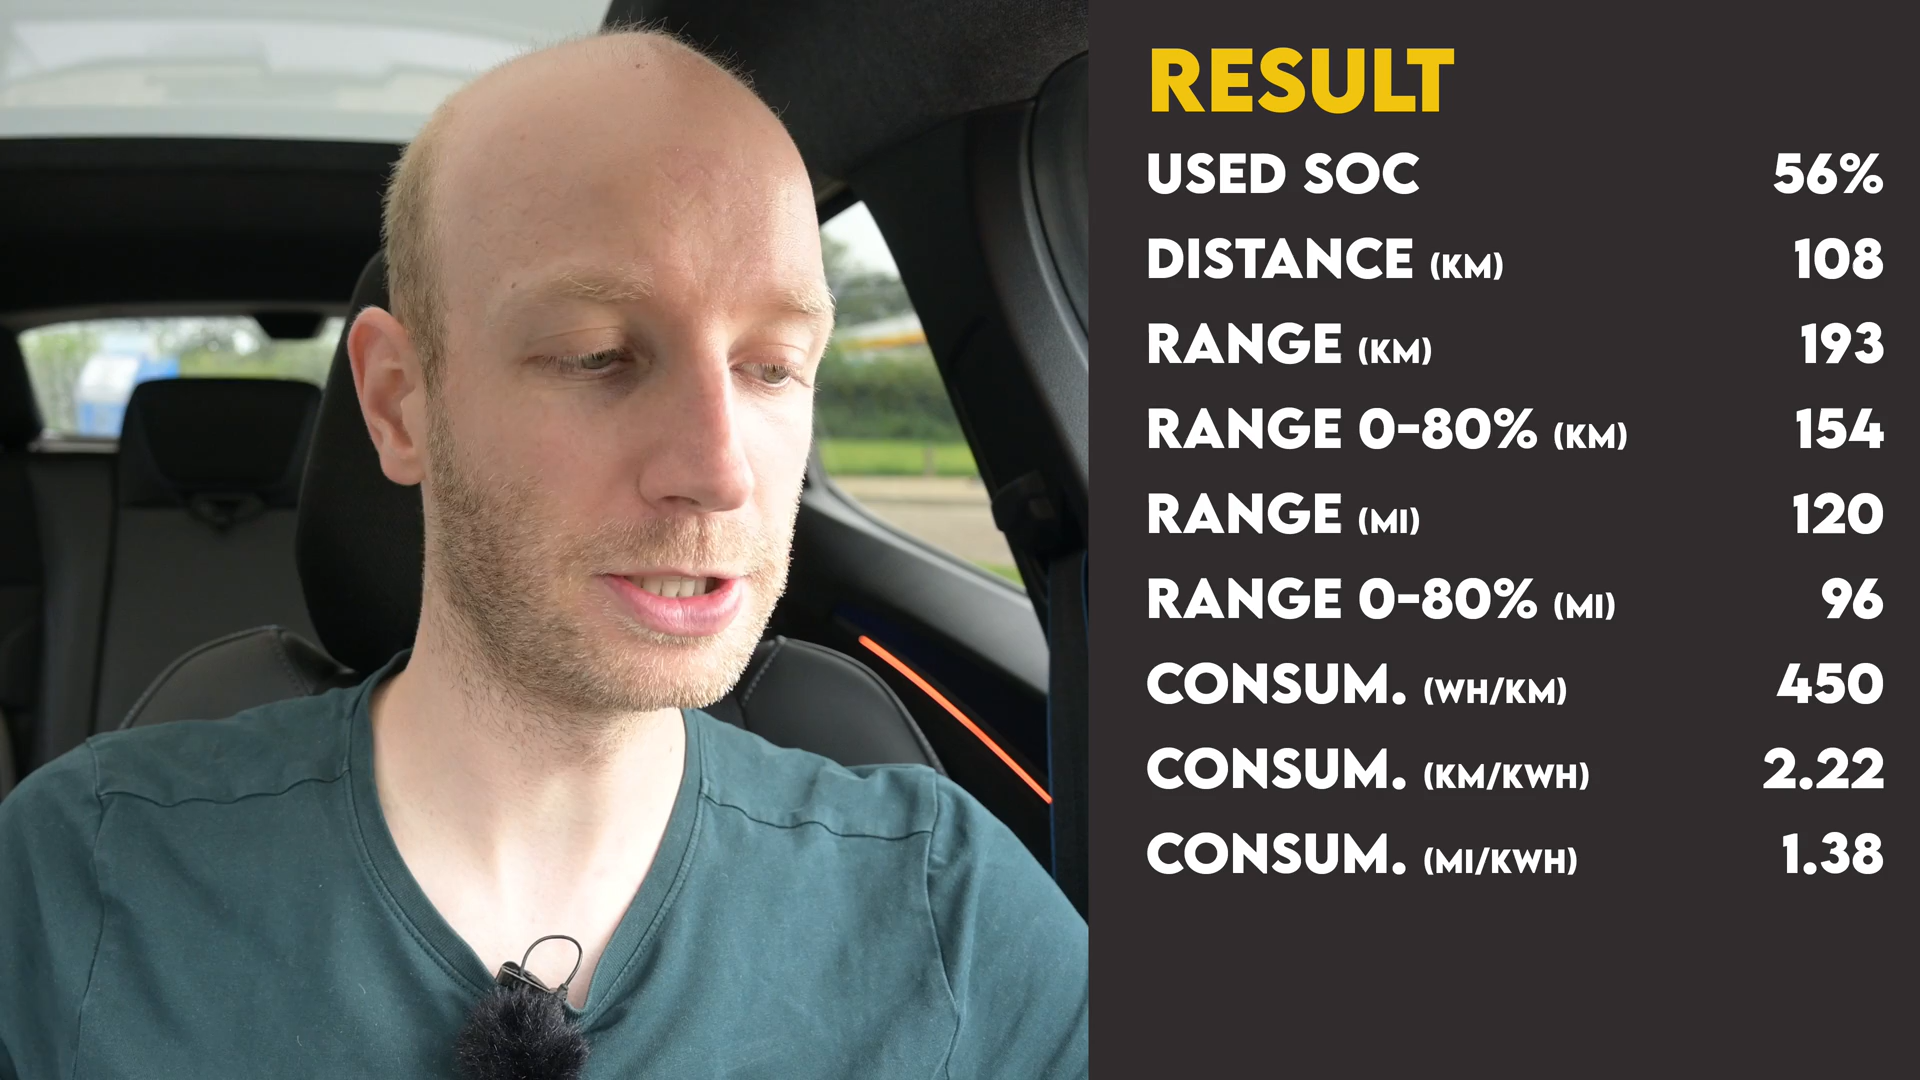 RESULT
USED SOC 56%
DISTANCE (KM) 108
RANGE (KM) 193
RANGE 0-80% (KM) 154
RANGE (MI) 120
RANGE 0-80% (MI) 96
CONSUM. (WH/KM) 450
CONSUM. (KM/KWH) 2.22
CONSUM. (MI/KWH) 1.38